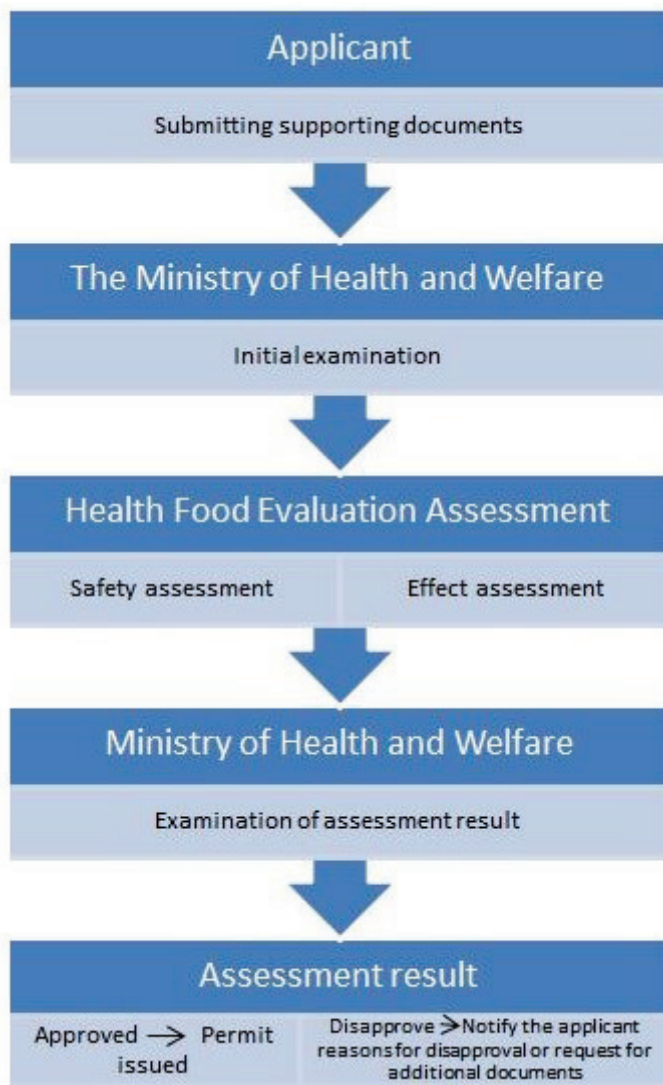 Applicant
Submitting supporting documents
The Ministry of Health and Welfare
Initial examination
Health Food Evaluation Assessment
Safety assessment
Effect assessment
Ministry of Health and Welfare
Examination of assessment result
Assessment result
Approved → Permit
issued
Disapprove → Notify the applicant
reasons for disapproval or request for
additional documents